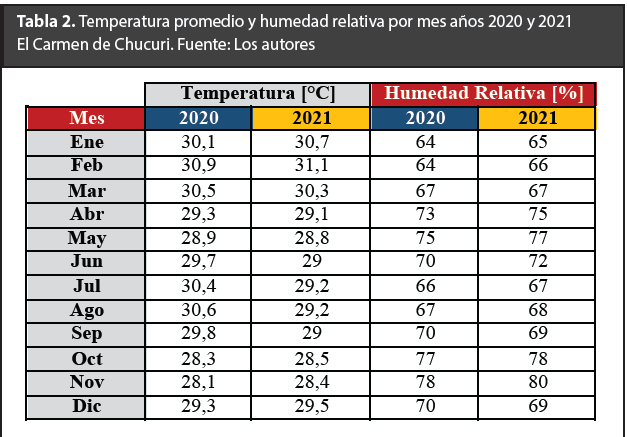 Tabla 2. Temperatura promedio y humedad relativa por mes años 2020 y 2021
El Carmen de Chucuri. Fuente: Los autores
Temperatura [°C] Humedad Relativa [%]
Mes 2020 2021 2020 2021
Ene 30,1 30,7 64 65
Feb 30,9 31,1 64 66
Mar 30,5 30,3 67 67
Abr 29,3 29,1 73 75
May 28,9 28,8 75 77
Jun 29,7 29 70 72
Jul 30,4 29,2 66 67
Ago 30,6 29,2 67 68
Sep 29,8 29 70 69
Oct 28,3 28,5 77 78
Nov 28,1 28,4 78 80
Dic 29,3 29,5 70 69